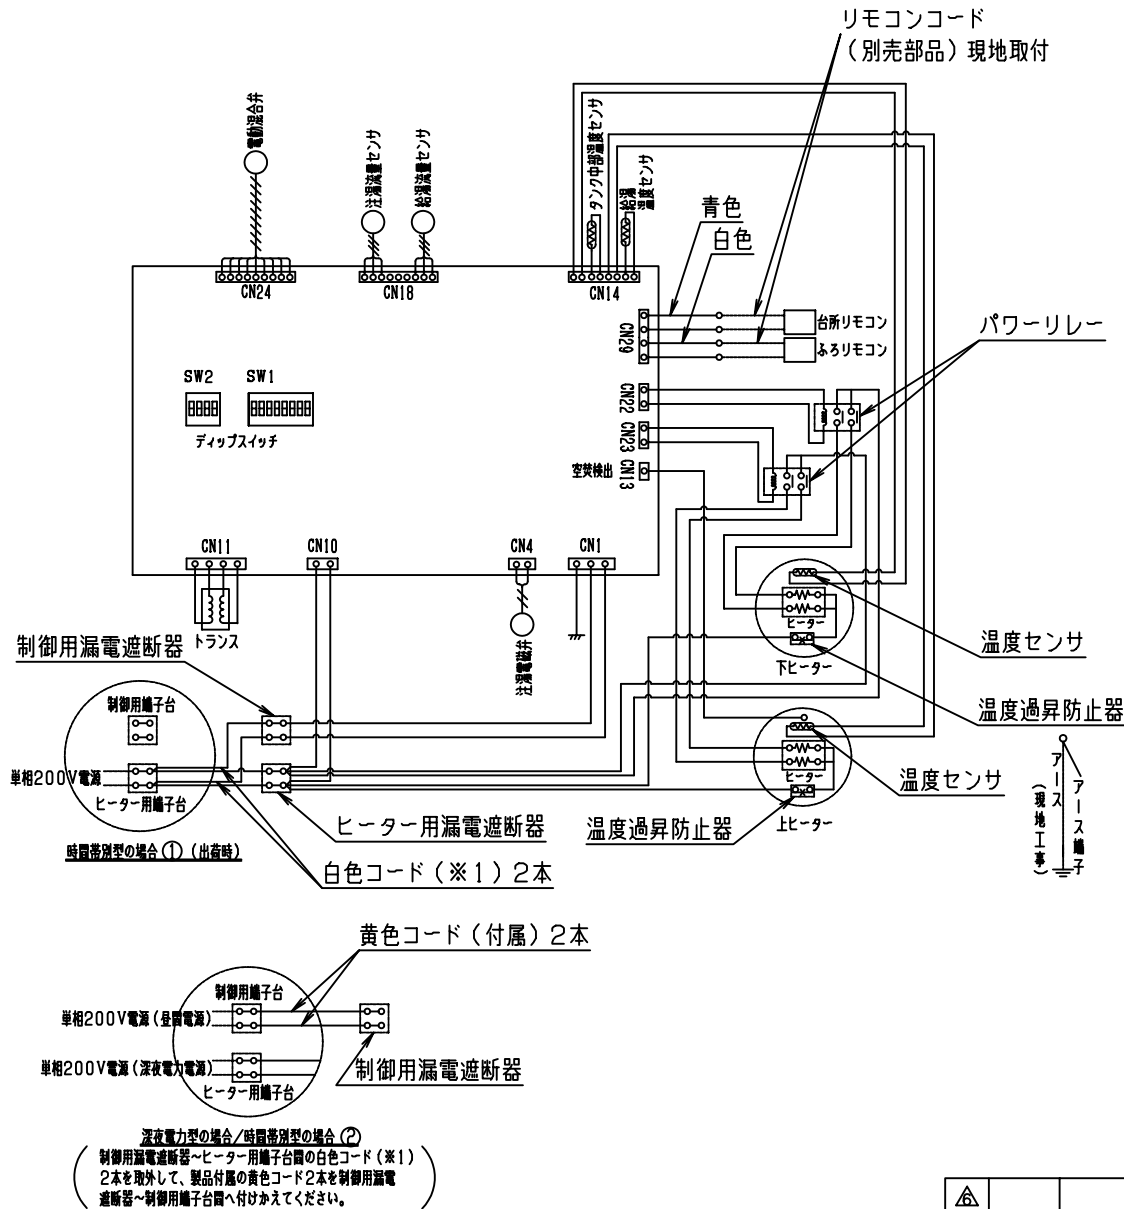 リモコンコード
（別売部品）現地取付
電動混合弁
注湯流量センサ
給湯流量センサ
タンク中部温度センサ
給湯
温度センサ
青色
白色
CN24
CN18
CN14
CN29
台所リモコン
ふろリモコン
パワーリレー
SW2
SW1
ディップスイッチ
CN22
CN23
空焚検出
CN13
CN11
CN10
CN4
CN1
トランス
注湯電磁弁
ヒーター
下ヒーター
温度センサ
温度過昇防止器
制御用漏電遮断器
制御用端子台
単相200V電源
ヒーター用端子台
時間帯別型の場合① (出荷時)
ヒーター用漏電遮断器
白色コード（※1）2本
ヒーター
上ヒーター
温度センサ
温度過昇防止器
アース
（現地工事）
アース端子
黄色コード（付属）2本
制御用端子台
単相200V電源(昼間電源)
単相200V電源(深夜電力電源)
ヒーター用端子台
制御用漏電遮断器
深夜電力型の場合/時間帯別型の場合②
制御用漏電遮断器~ヒーター用端子台間の白色コード(※1)
2本を取外して、製品付属の黄色コード2本を制御用漏電
遮断器~制御用端子台間へ付けかえてください。
6